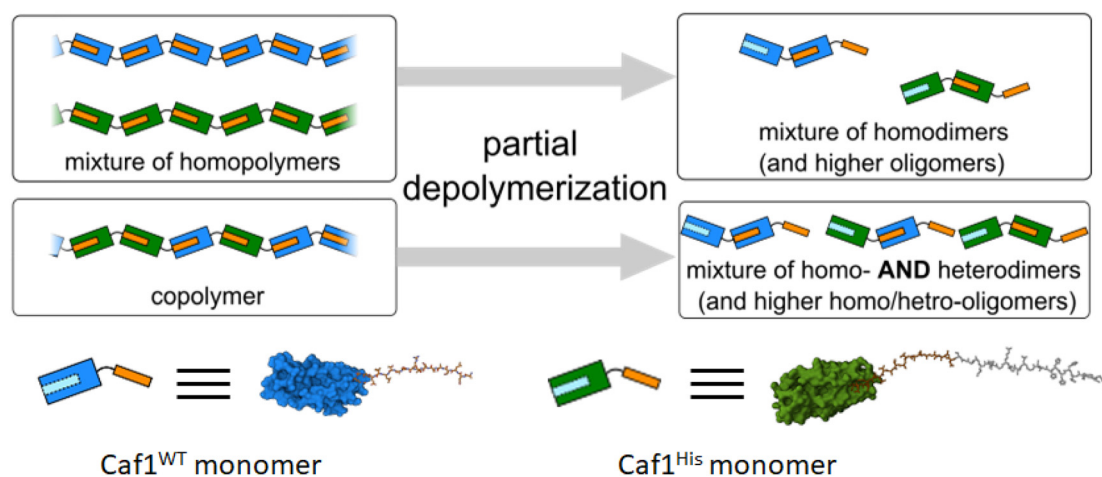 mixture of homopolymers
partial
depolymerization
mixture of homodimers
(and higher oligomers)
copolymer
mixture of homo- AND heterodimers
(and higher homo/hetro-oligomers)
Caf1WT monomer
Caf1His monomer